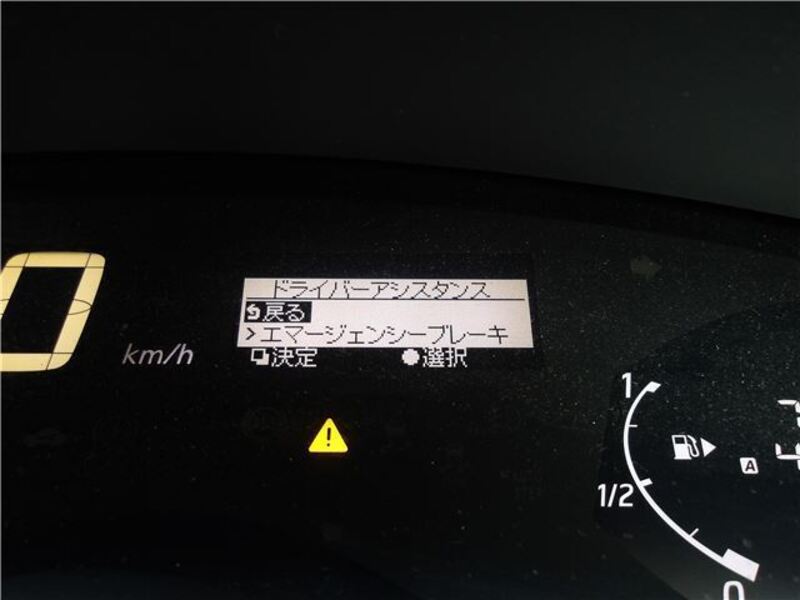 ドライバーアシスタンス
戻る
>エマージェンシーブレーキ
決定 選択
0
km/h
1
1/2
0
A